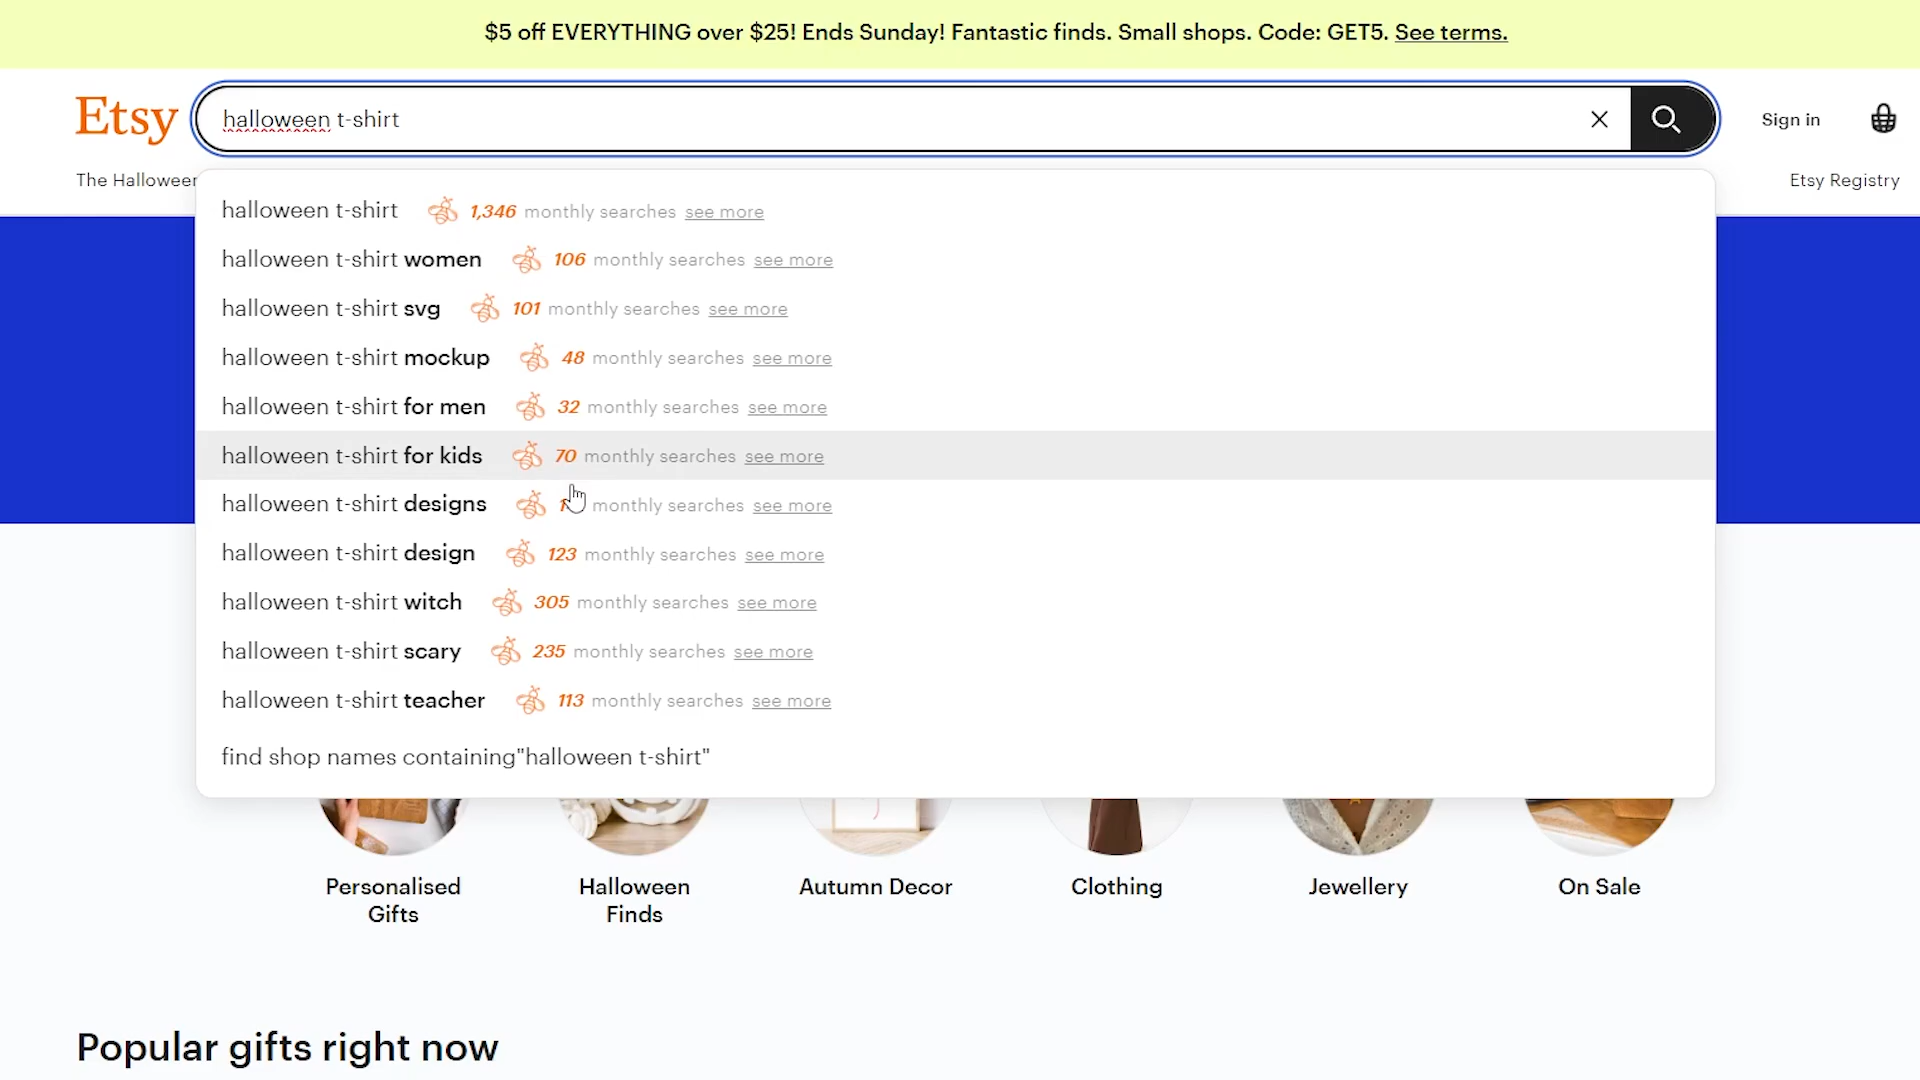 $5 off EVERYTHING over $25! Ends Sunday! Fantastic finds. Small shops. Code: GET5. See terms.
Etsy
halloween t-shirt
Sign in
The Halloween
Etsy Registry
halloween t-shirt 1,346 monthly searches see more
halloween t-shirt women 106 monthly searches see more
halloween t-shirt svg 101 monthly searches see more
halloween t-shirt mockup 48 monthly searches see more
halloween t-shirt for men 32 monthly searches see more
halloween t-shirt for kids 70 monthly searches see more
halloween t-shirt designs monthly searches see more
halloween t-shirt design 123 monthly searches see more
halloween t-shirt witch 305 monthly searches see more
halloween t-shirt scary 235 monthly searches see more
halloween t-shirt teacher 113 monthly searches see more
find shop names containing"halloween t-shirt"
Personalised
Gifts
Halloween
Finds
Autumn Decor
Clothing
Jewellery
On Sale
Popular gifts right now